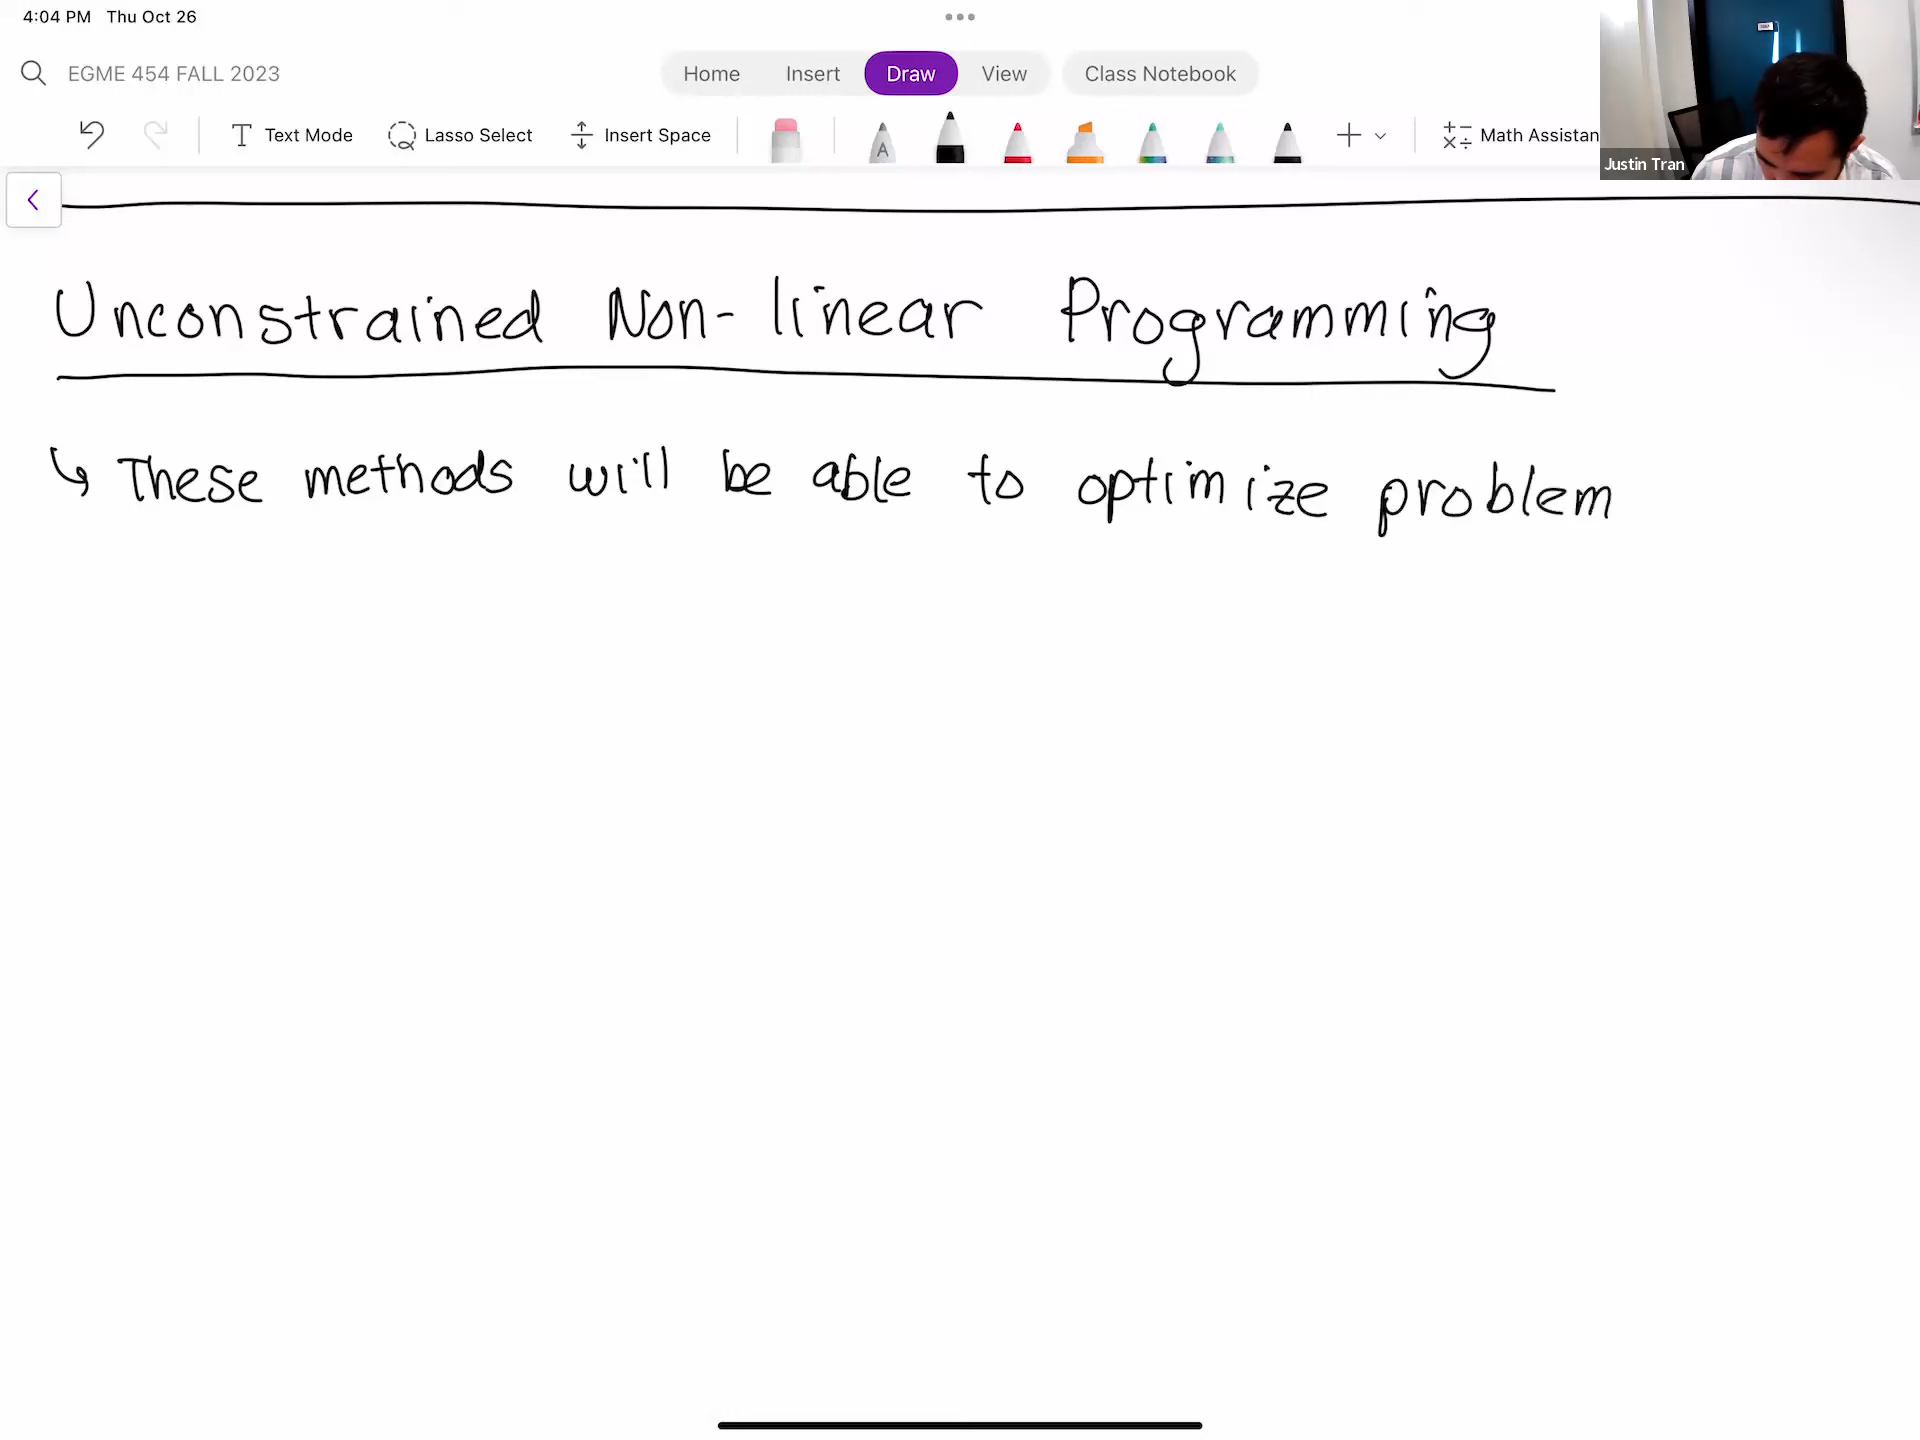 4:04 PM Thu Oct 26
EGME 454 FALL 2023
Home Insert Draw View Class Notebook
Text Mode Lasso Select Insert Space A Math Assistan
Justin Tran
Unconstrained Non-linear Programming
These methods will be able to optimize problem